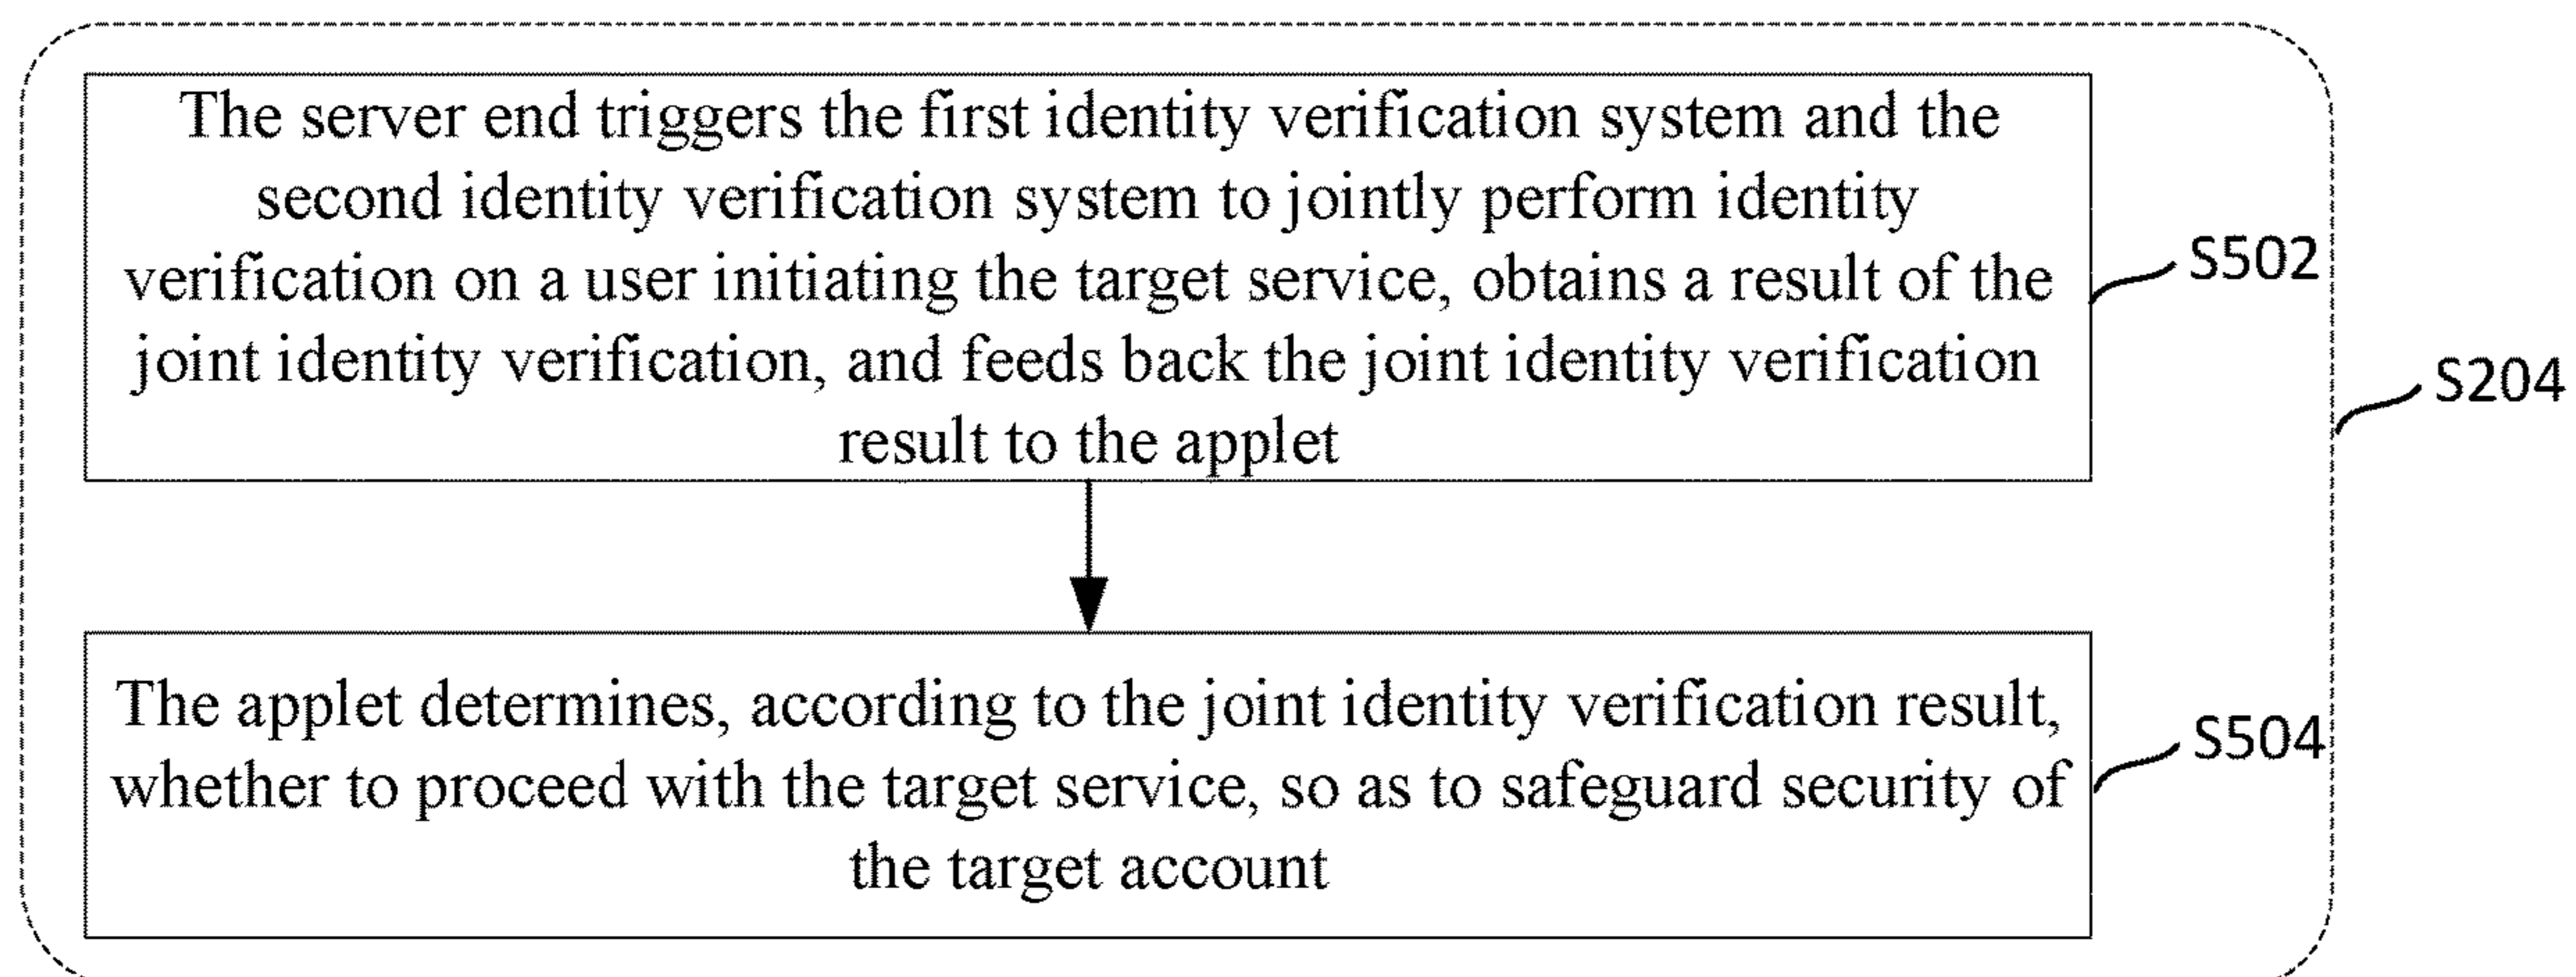 The server end triggers the first identity verification system and the
second identity verification system to jointly perform identity
verification on a user initiating the target service, obtains a result of the
joint identity verification, and feeds back the joint identity verification
result to the applet
S502
S204
The applet determines, according to the joint identity verification result,
whether to proceed with the target service, so as to safeguard security of
the target account
S504